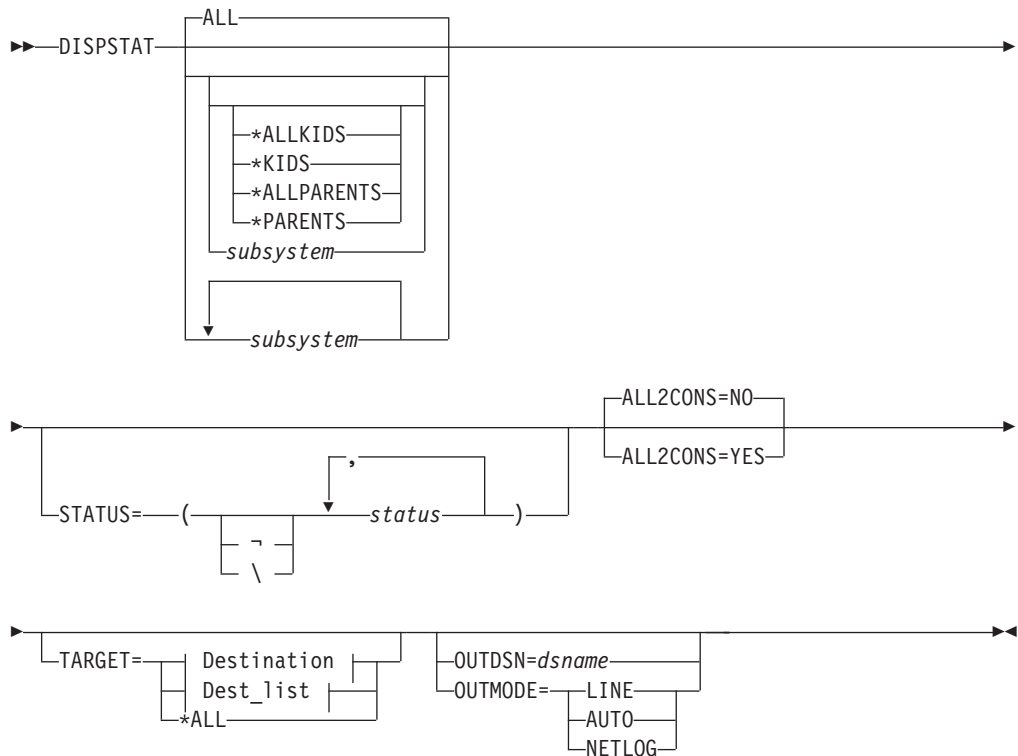 ALL
DISPSTAT
*ALLKIDS
*KIDS
*ALLPARENTS
*PARENTS
subsystem
subsystem
ALL2CONS=NO
ALL2CONS=YES
,
STATUS= ( status )
¬
\
TARGET= Destination
Dest_list
*ALL
OUTDSN=dsname
OUTMODE= LINE
AUTO
NETLOG